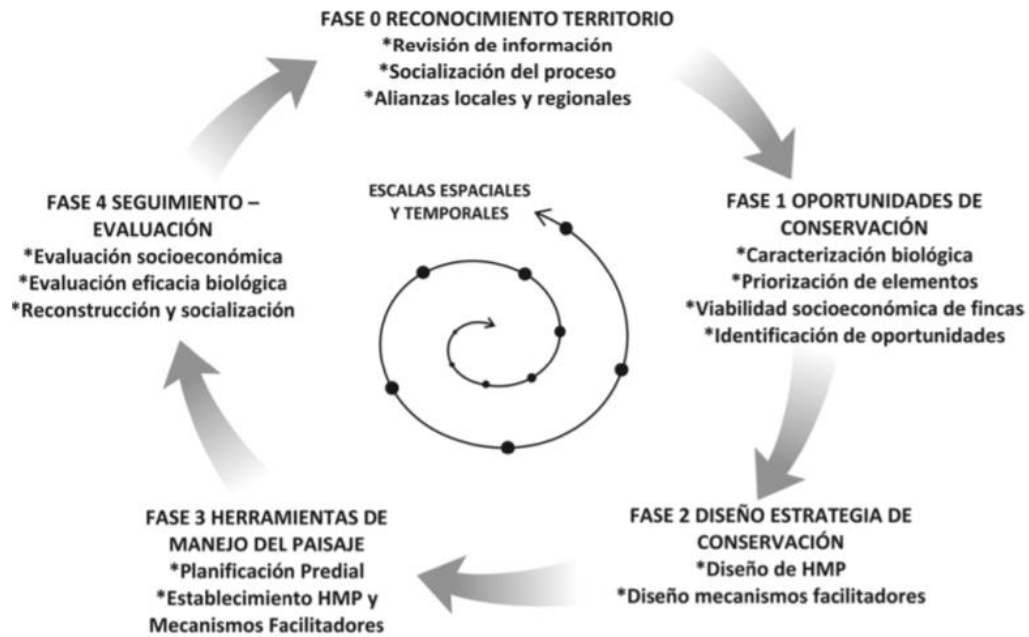 FASE 0 RECONOCIMIENTO TERRITORIO
*Revisión de información
*Socialización del proceso
*Alianzas locales y regionales
FASE 1 OPORTUNIDADES DE
CONSERVACIÓN
*Caracterización biológica
*Priorización de elementos
*Viabilidad socioeconómica de fincas
*Identificación de oportunidades
FASE 2 DISEÑO ESTRATEGIA DE
CONSERVACIÓN
*Diseño de HMP
*Diseño mecanismos facilitadores
FASE 3 HERRAMIENTAS DE
MANEJO DEL PAISAJE
*Planificación Predial
*Establecimiento HMP y
Mecanismos Facilitadores
FASE 4 SEGUIMIENTO –
EVALUACIÓN
*Evaluación socioeconómica
*Evaluación eficacia biológica
*Reconstrucción y socialización
ESCALAS ESPACIALES
Y TEMPORALES